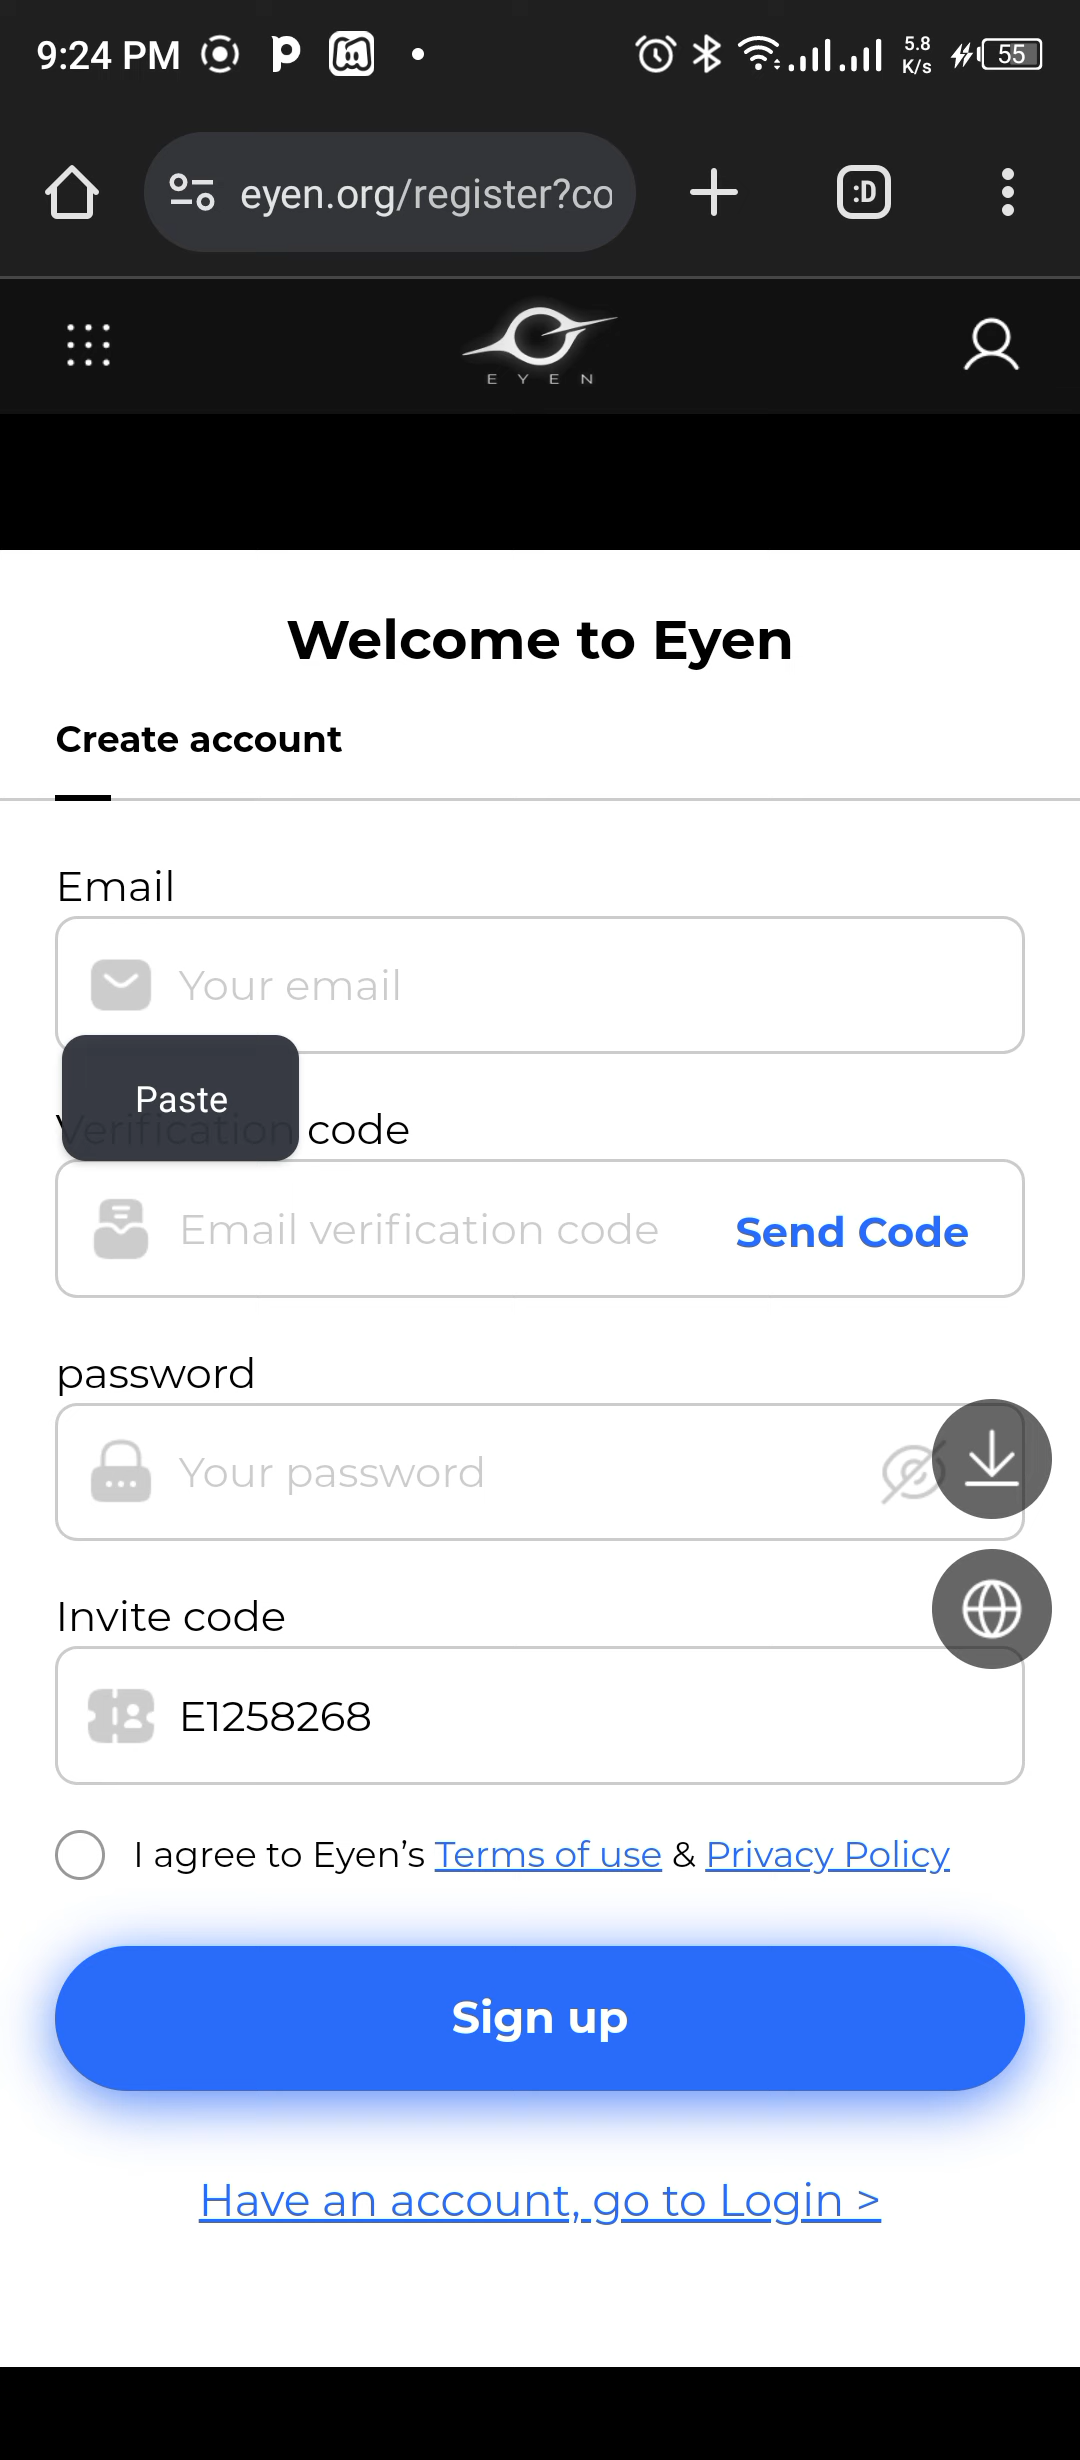 9:24 PM
5.8
K/s
55
eyen.org/register?co
:D
EYEN
Welcome to Eyen
Create account
Email
Your email
Paste
Verification code
Email verification code
Send Code
password
Your password
Invite code
E1258268
I agree to Eyen’s Terms of use & Privacy Policy
Sign up
Have an account, go to Login >